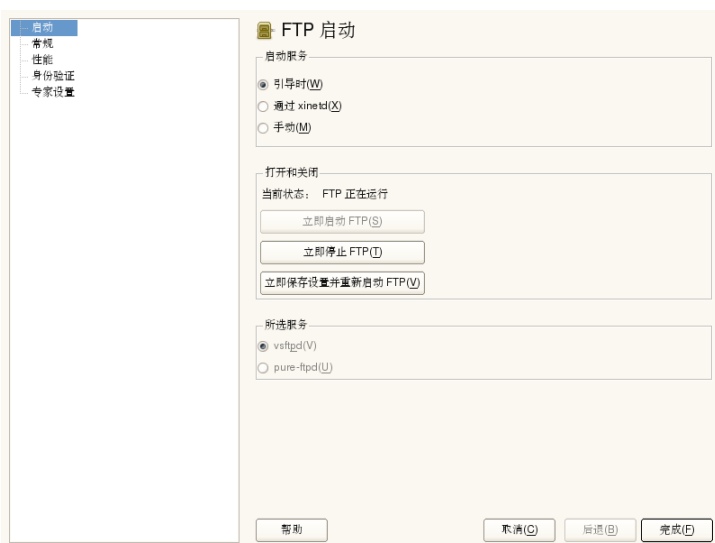 启动
常规
性能
身份验证
专家设置
FTP 启动
启动服务
引导时(W)
通过 xinetd(X)
手动(M)
打开和关闭
当前状态： FTP 正在运行
立即启动 FTP(S)
立即停止 FTP(T)
立即保存设置并重新启动 FTP(V)
所选服务
vsftpd(V)
pure-ftpd(U)
帮助
取消(C)
后退(B)
完成(F)